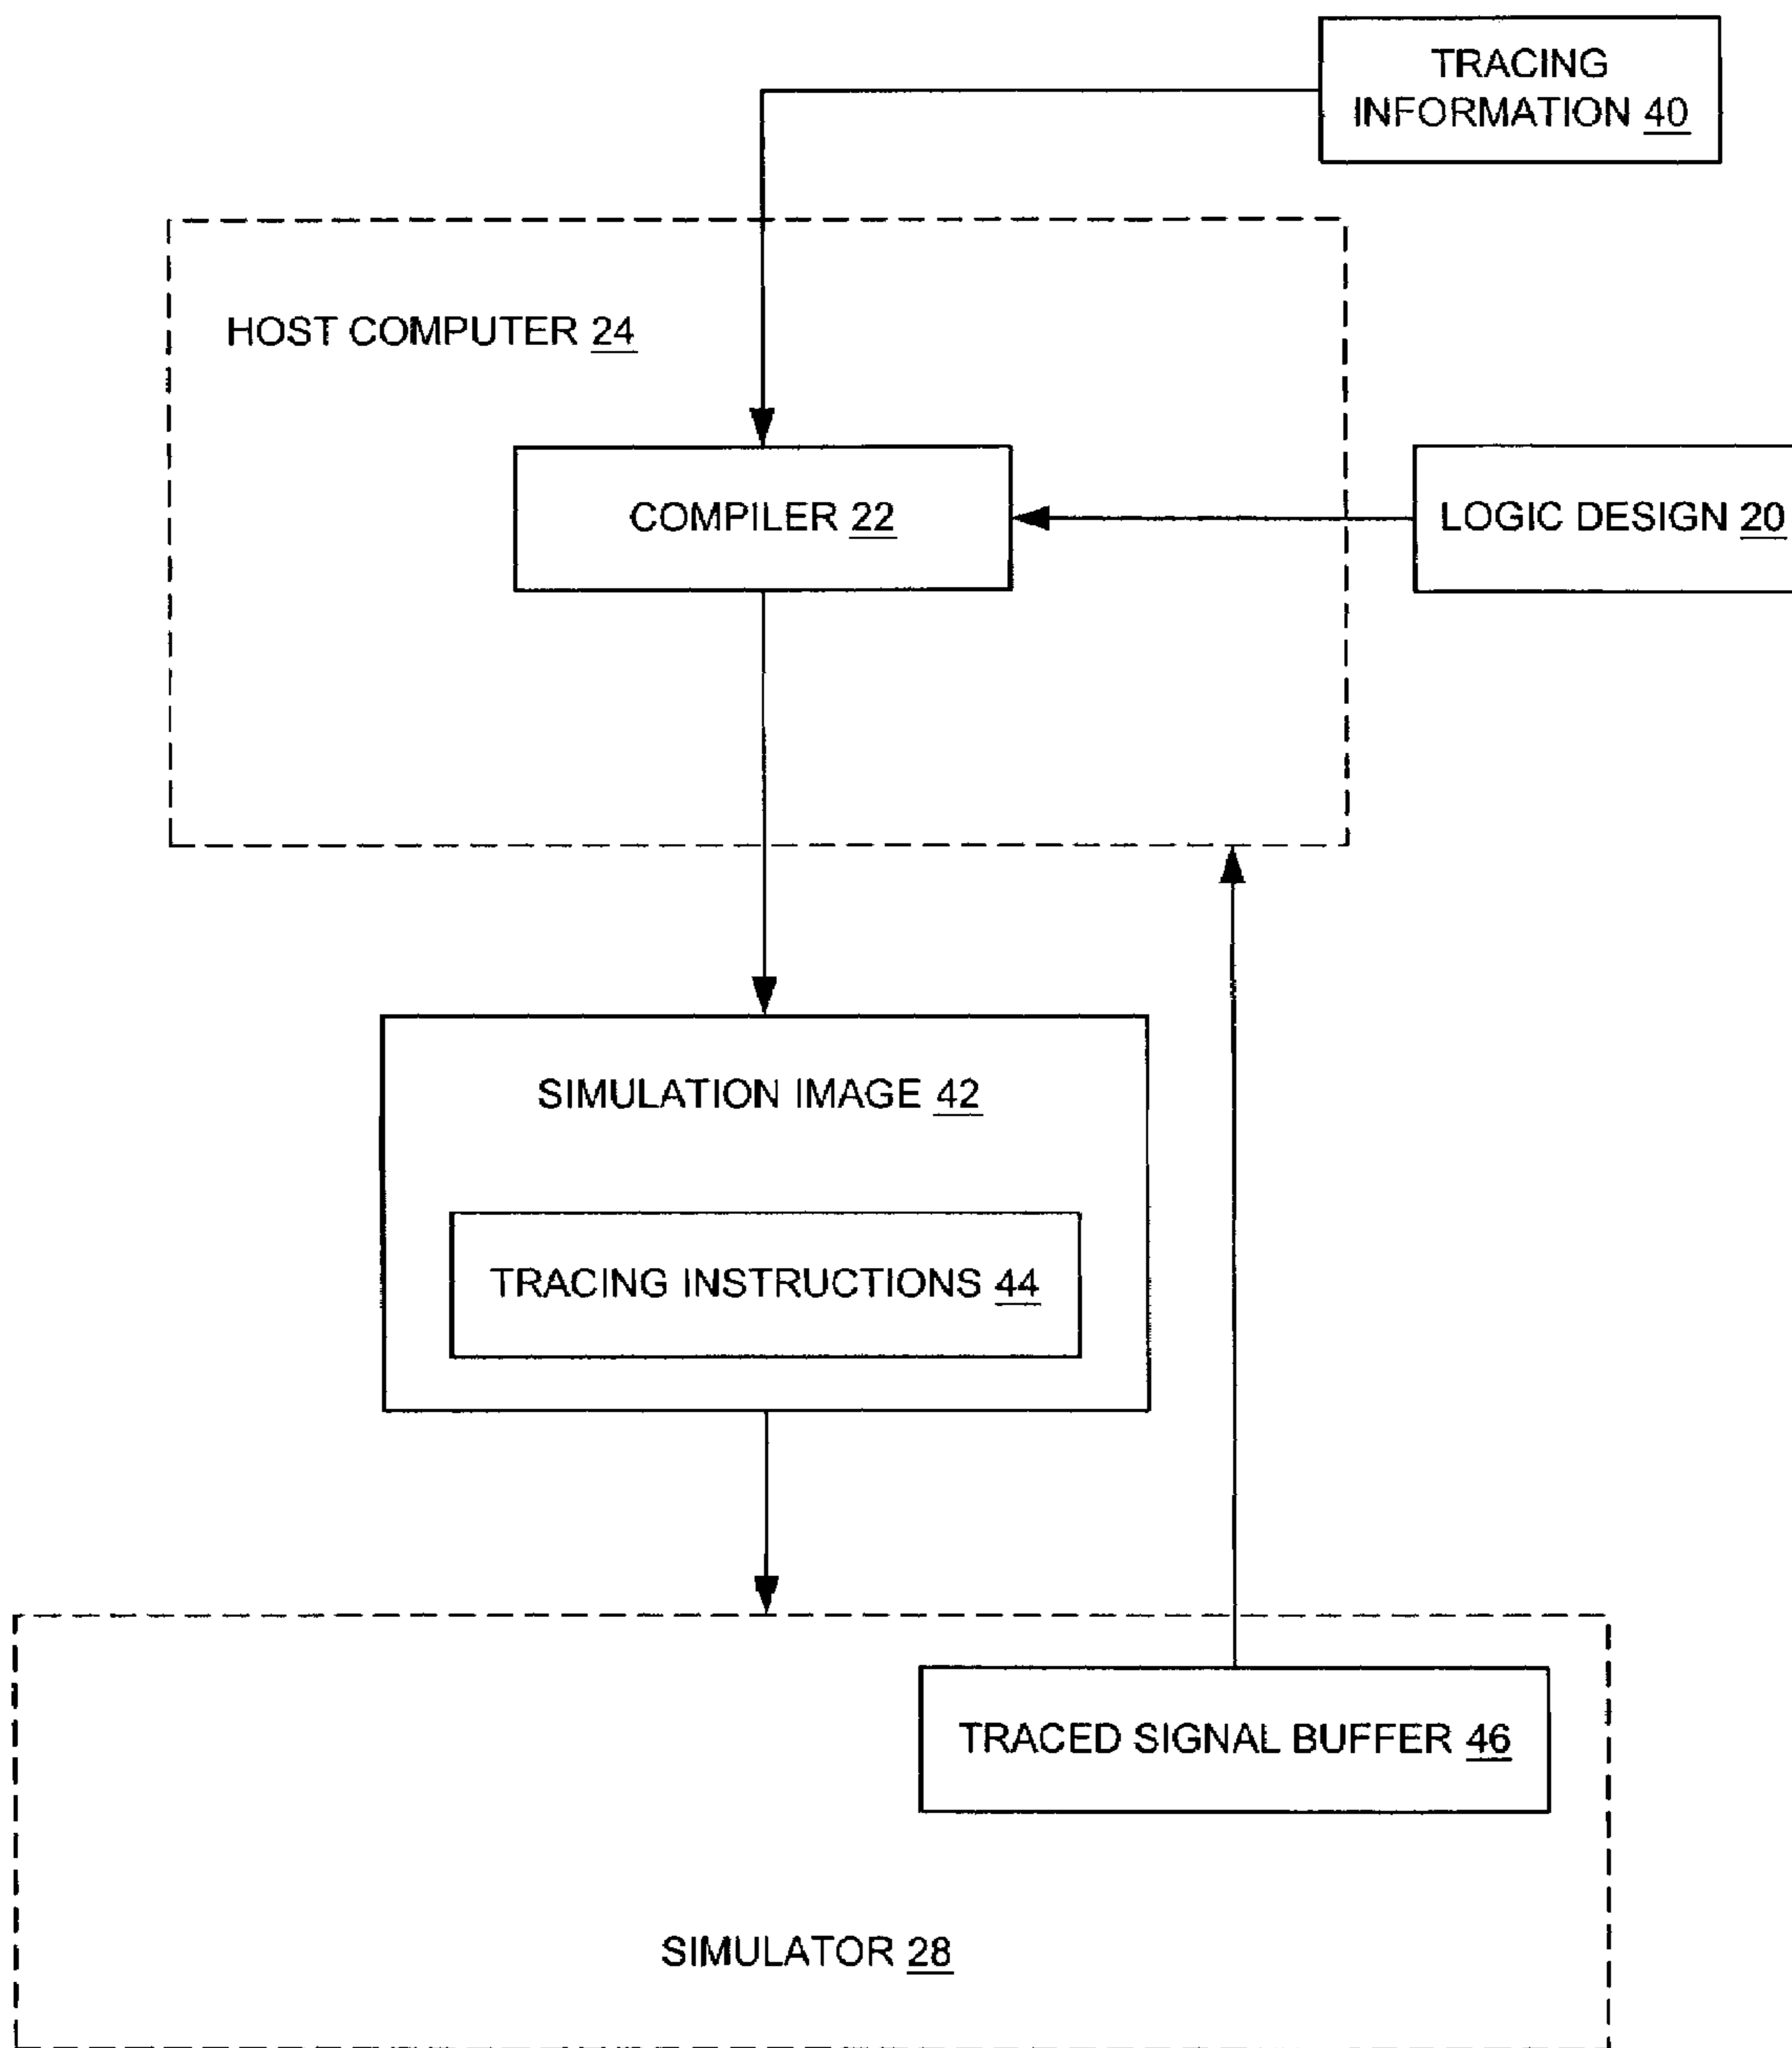 TRACING
INFORMATION 40
HOST COMPUTER 24
COMPILER 22
LOGIC DESIGN 20
SIMULATION IMAGE 42
TRACING INSTRUCTIONS 44
TRACED SIGNAL BUFFER 46
SIMULATOR 28